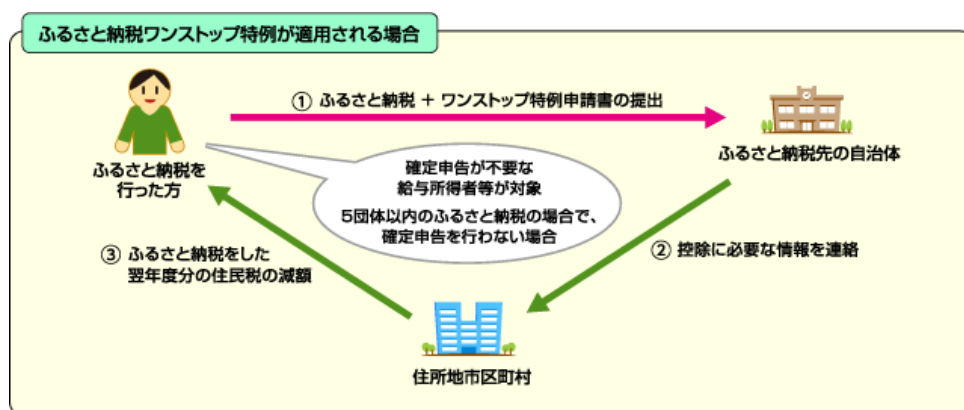 ふるさと納税ワンストップ特例が適用される場合
① ふるさと納税 + ワンストップ特例申請書の提出
ふるさと納税を
行った方
ふるさと納税先の自治体
確定申告が不要な
給与所得者等が対象
5団体以内のふるさと納税の場合で、
確定申告を行わない場合
② 控除に必要な情報を連絡
③ ふるさと納税をした
翌年度分の住民税の減額
住所地市区町村